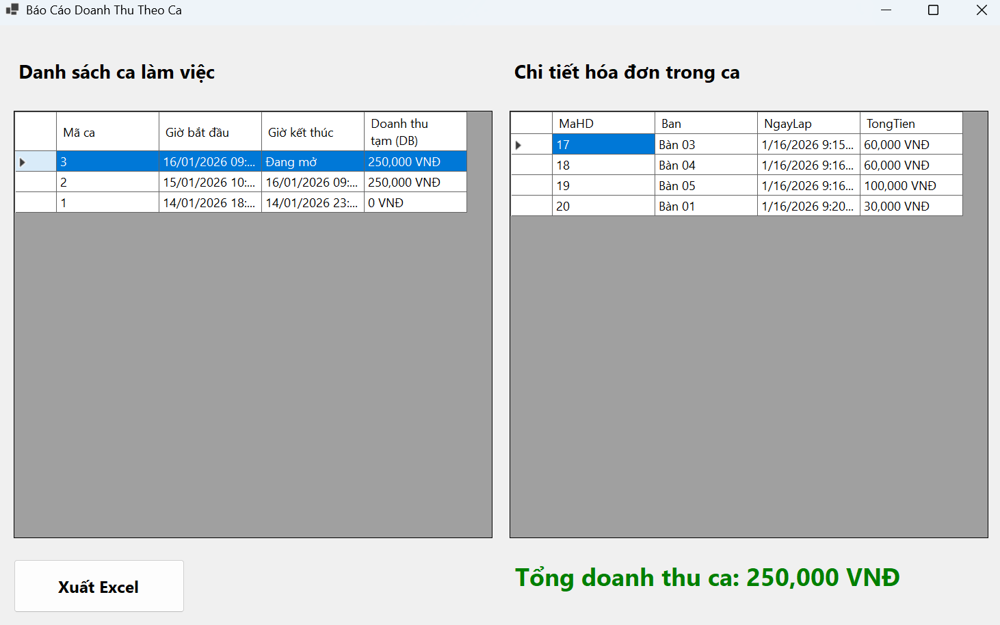 Báo Cáo Doanh Thu Theo Ca
Danh sách ca làm việc
Mã ca Giờ bắt đầu Giờ kết thúc Doanh thu tạm (DB)
3 16/01/2026 09:... Đang mở 250,000 VNĐ
2 15/01/2026 10:... 16/01/2026 09:... 250,000 VNĐ
1 14/01/2026 18:... 14/01/2026 23:... 0 VNĐ
Xuất Excel
Chi tiết hóa đơn trong ca
MaHD Ban NgayLap TongTien
17 Bàn 03 1/16/2026 9:15... 60,000 VNĐ
18 Bàn 04 1/16/2026 9:16... 60,000 VNĐ
19 Bàn 05 1/16/2026 9:16... 100,000 VNĐ
20 Bàn 01 1/16/2026 9:20... 30,000 VNĐ
Tổng doanh thu ca: 250,000 VNĐ